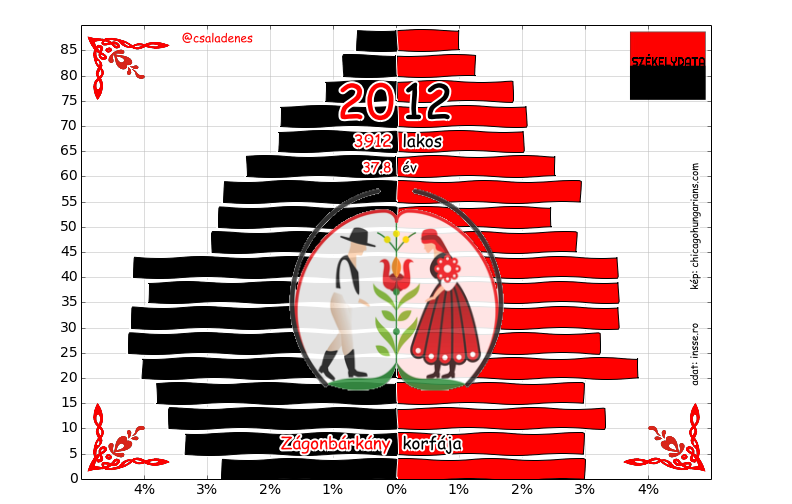 @csaladenes
SZÉKELYDATA
2012
3912 lakos
37.8 év
kép: chicagohungarians.com
adat: insse.ro
Zágonbárkány korfája
85
80
75
70
65
60
55
50
45
40
35
30
25
20
15
10
5
0
4% 3% 2% 1% 0% 1% 2% 3% 4%